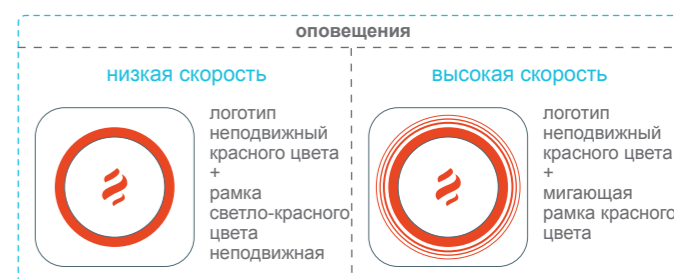 оповещения
низкая скорость
логотип
неподвижный
красного цвета
+
рамка
светло-красного
цвета
неподвижная
высокая скорость
логотип
неподвижный
красного цвета
+
мигающая
рамка красного
цвета